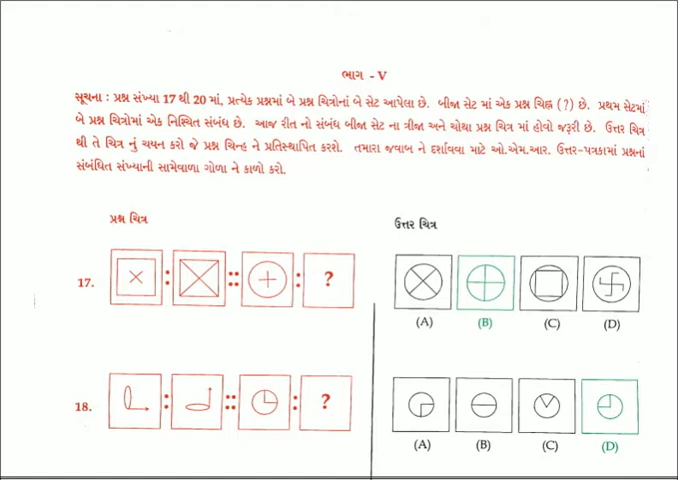 ભાગ - V
સૂચના : પ્રશ્ન સંખ્યા 17 થી 20 માં, પ્રત્યેક પ્રશ્નમાં બે પ્રશ્ન ચિત્રોનાં બે સેટ આપેલા છે. બીજા સેટ માં એક પ્રશ્ન ચિહ્ન (?) છે. પ્રથમ સેટમાં
બે પ્રશ્ન ચિત્રોમાં એક નિશ્ચિત સંબંધ છે. આજ રીત નો સંબંધ બીજા સેટ ના ત્રીજા અને ચોથા પ્રશ્ન ચિત્ર માં હોવો જરૂરી છે. ઉત્તર ચિત્ર
થી તે ચિત્ર નું ચયન કરો જે પ્રશ્ન ચિન્હ ને પ્રતિસ્થાપિત કરશે. તમારા જવાબ ને દર્શાવવા માટે ઓ.એમ.આર. ઉત્તર-પત્રકામાં પ્રશ્નનાં
સંબંધિત સંખ્યાની સામેવાળા ગોળા ને કાળો કરો.
પ્રશ્ન ચિત્ર
ઉત્તર ચિત્ર
17. : :: : ?
(A) (B) (C) (D)
18. : :: : ?
(A) (B) (C) (D)